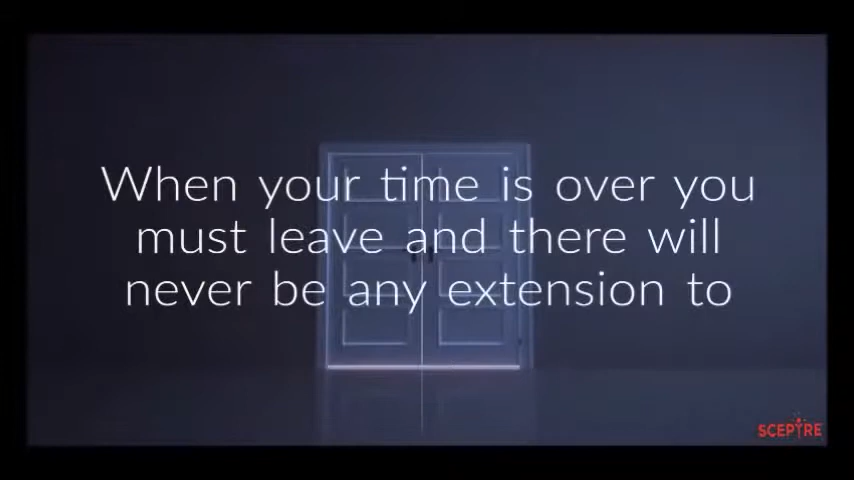 When your time is over you
must leave and there will
never be any extension to
SCEPTRE